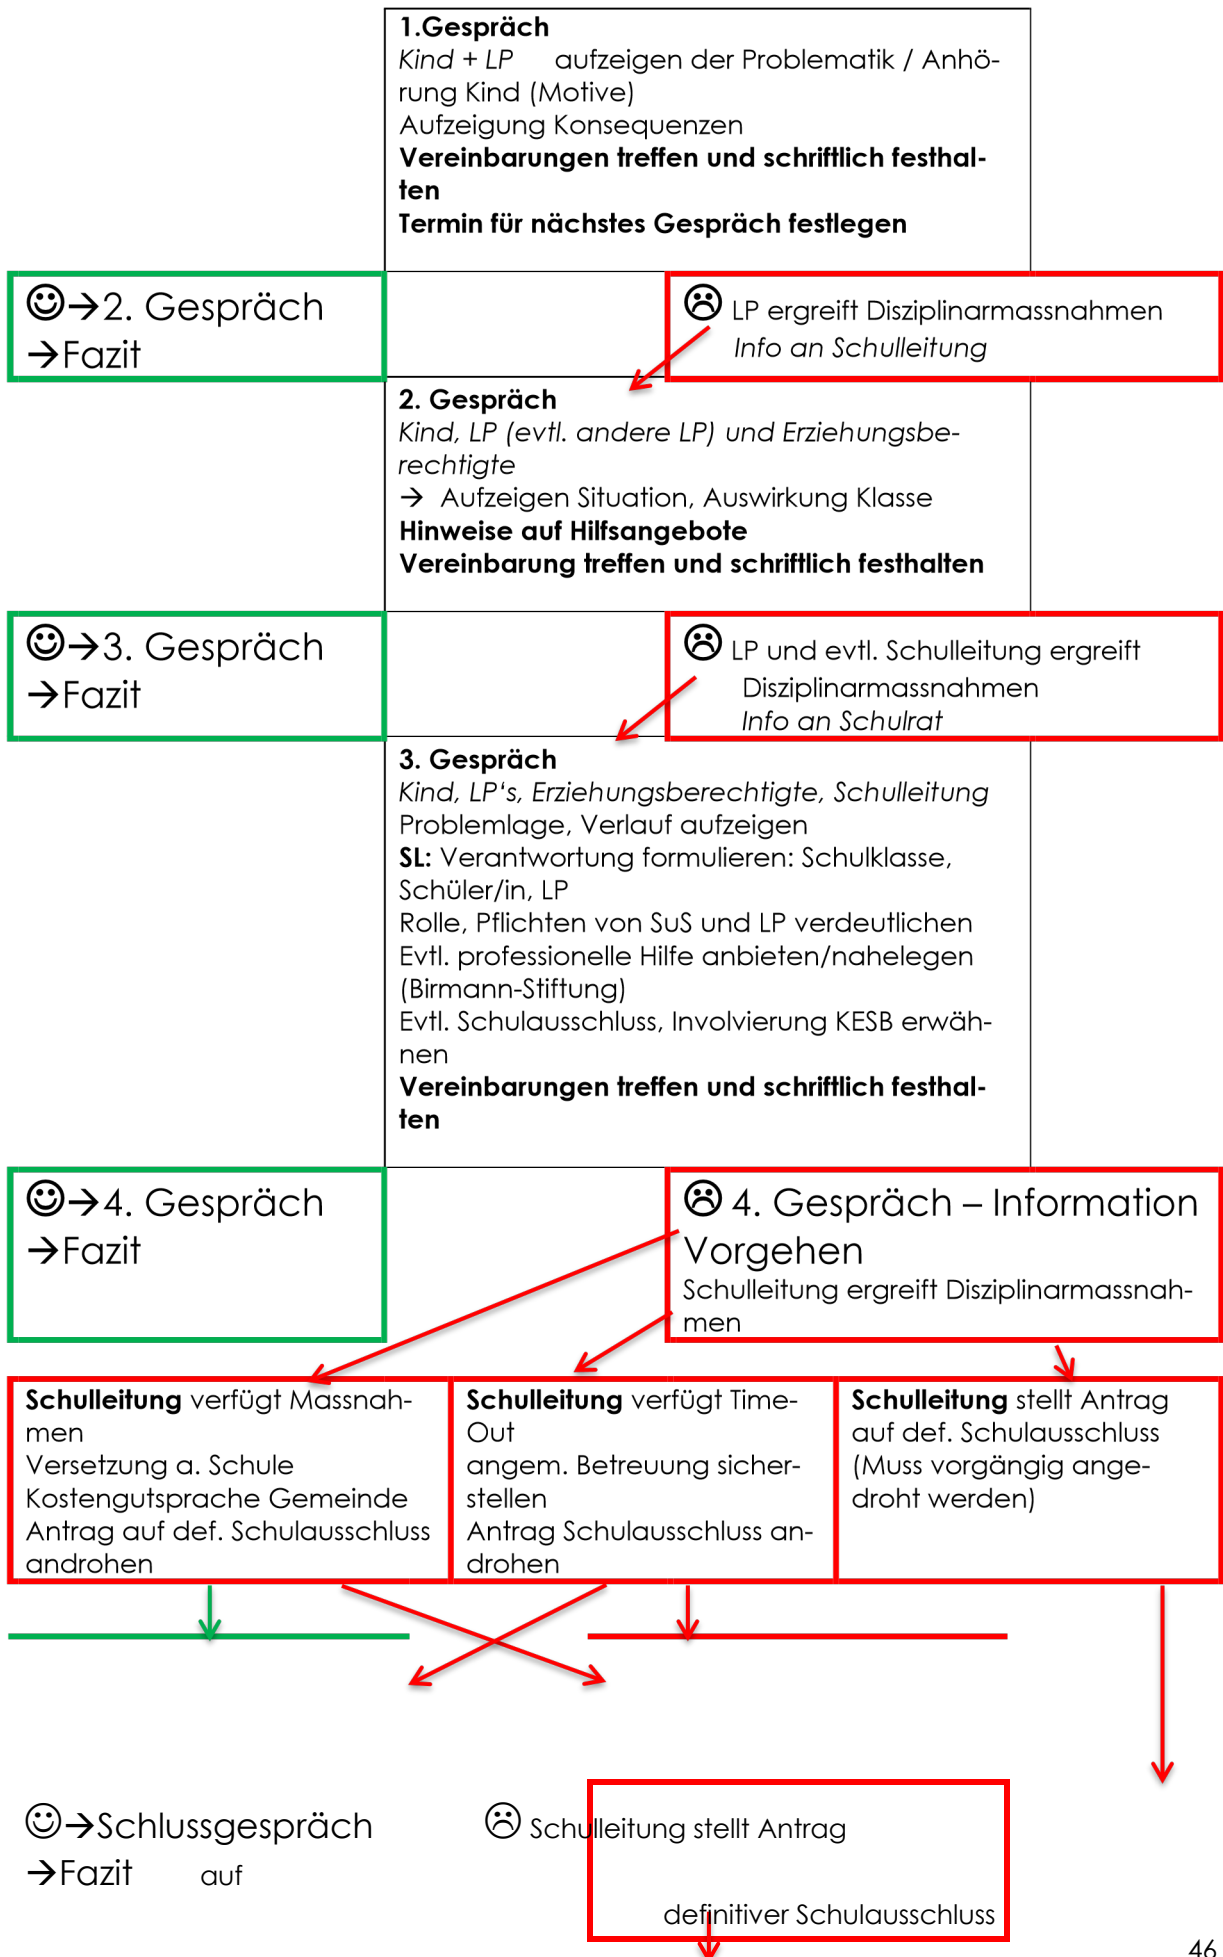 1.Gespräch
Kind + LP aufzeigen der Problematik / Anhö-
rung Kind (Motive)
Aufzeigung Konsequenzen
Vereinbarungen treffen und schriftlich festhal-
ten
Termin für nächstes Gespräch festlegen
☺→2. Gespräch
→Fazit
☹ LP ergreift Disziplinarmassnahmen
Info an Schulleitung
2. Gespräch
Kind, LP (evtl. andere LP) und Erziehungsbe-
rechtigte
→ Aufzeigen Situation, Auswirkung Klasse
Hinweise auf Hilfsangebote
Vereinbarung treffen und schriftlich festhalten
☺→3. Gespräch
→Fazit
☹ LP und evtl. Schulleitung ergreift
Disziplinarmassnahmen
Info an Schulrat
3. Gespräch
Kind, LP‘s, Erziehungsberechtigte, Schulleitung
Problemlage, Verlauf aufzeigen
SL: Verantwortung formulieren: Schulklasse,
Schüler/in, LP
Rolle, Pflichten von SuS und LP verdeutlichen
Evtl. professionelle Hilfe anbieten/nahelegen
(Birmann-Stiftung)
Evtl. Schulausschluss, Involvierung KESB erwäh-
nen
Vereinbarungen treffen und schriftlich festhal-
ten
☺→4. Gespräch
→Fazit
☹ 4. Gespräch – Information
Vorgehen
Schulleitung ergreift Disziplinarmassnah-
men
Schulleitung verfügt Massnah-
men
Versetzung a. Schule
Kostengutsprache Gemeinde
Antrag auf def. Schulausschluss
androhen
Schulleitung verfügt Time-
Out
angem. Betreuung sicher-
stellen
Antrag Schulausschluss an-
drohen
Schulleitung stellt Antrag
auf def. Schulausschluss
(Muss vorgängig ange-
droht werden)
☺→Schlussgespräch ☹ Schulleitung stellt Antrag
→Fazit auf
definitiver Schulausschluss
46